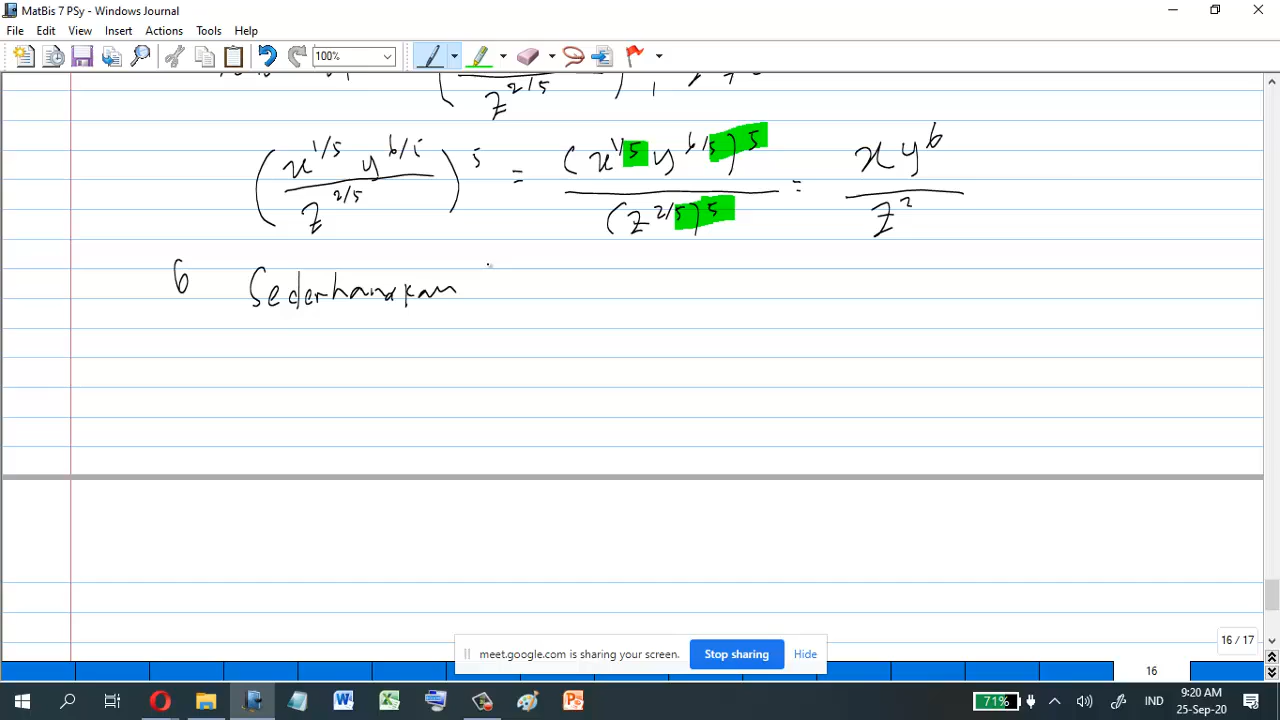 MatBis 7 PSy - Windows Journal
File Edit View Insert Actions Tools Help
100%
z^{2/5}
(x^{1/5} y^{6/5} / z^{2/5})^5 = (x^{1/5} y^{6/5})^5 / (z^{2/5})^5 = x y^6 / z^2
6 Sederhanakan
16 / 17
meet.google.com is sharing your screen. Stop sharing Hide
16
71% IND 9:20 AM
25-Sep-20